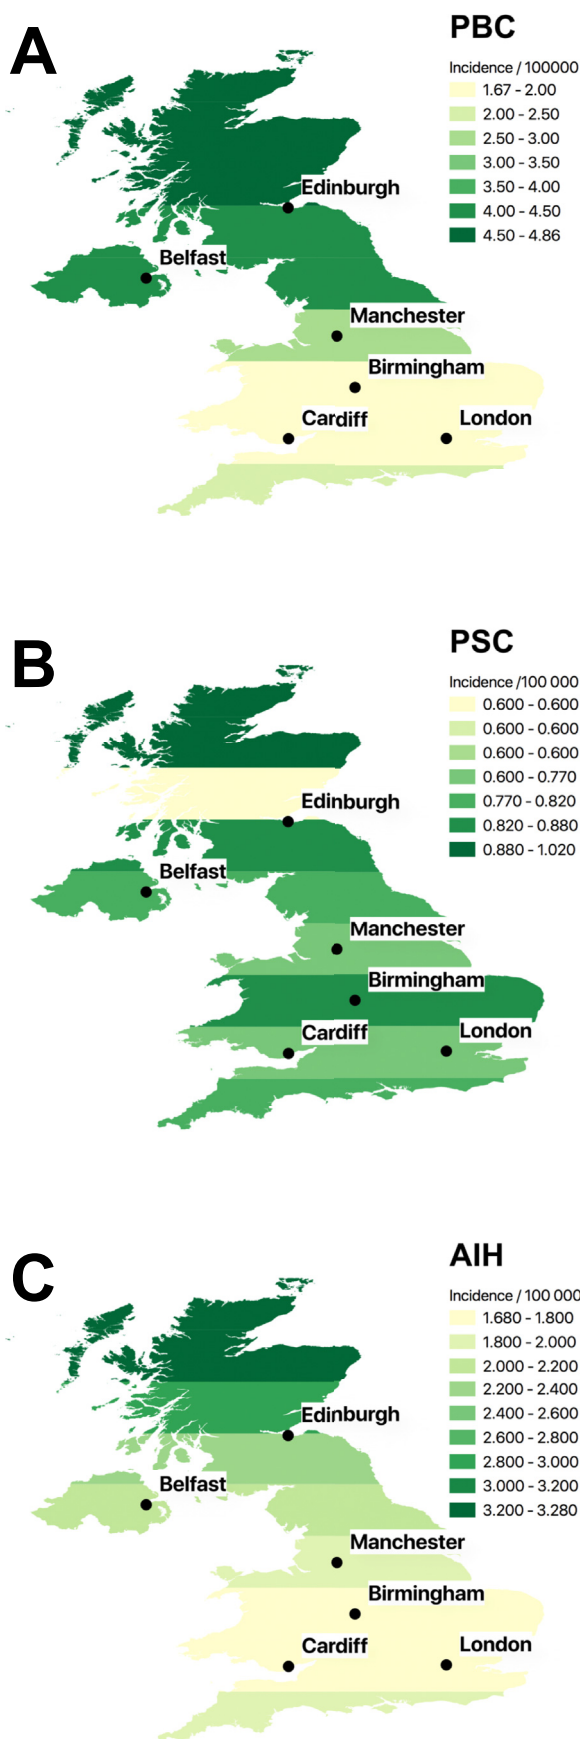 A
PBC
Incidence / 100000
1.67 - 2.00
2.00 - 2.50
2.50 - 3.00
3.00 - 3.50
3.50 - 4.00
4.00 - 4.50
4.50 - 4.86
Edinburgh
Belfast
Manchester
Birmingham
Cardiff
London
B
PSC
Incidence /100 000
0.600 - 0.600
0.600 - 0.600
0.600 - 0.600
0.600 - 0.770
0.770 - 0.820
0.820 - 0.880
0.880 - 1.020
Edinburgh
Belfast
Manchester
Birmingham
Cardiff
London
C
AIH
Incidence / 100 000
1.680 - 1.800
1.800 - 2.000
2.000 - 2.200
2.200 - 2.400
2.400 - 2.600
2.600 - 2.800
2.800 - 3.000
3.000 - 3.200
3.200 - 3.280
Edinburgh
Belfast
Manchester
Birmingham
Cardiff
London